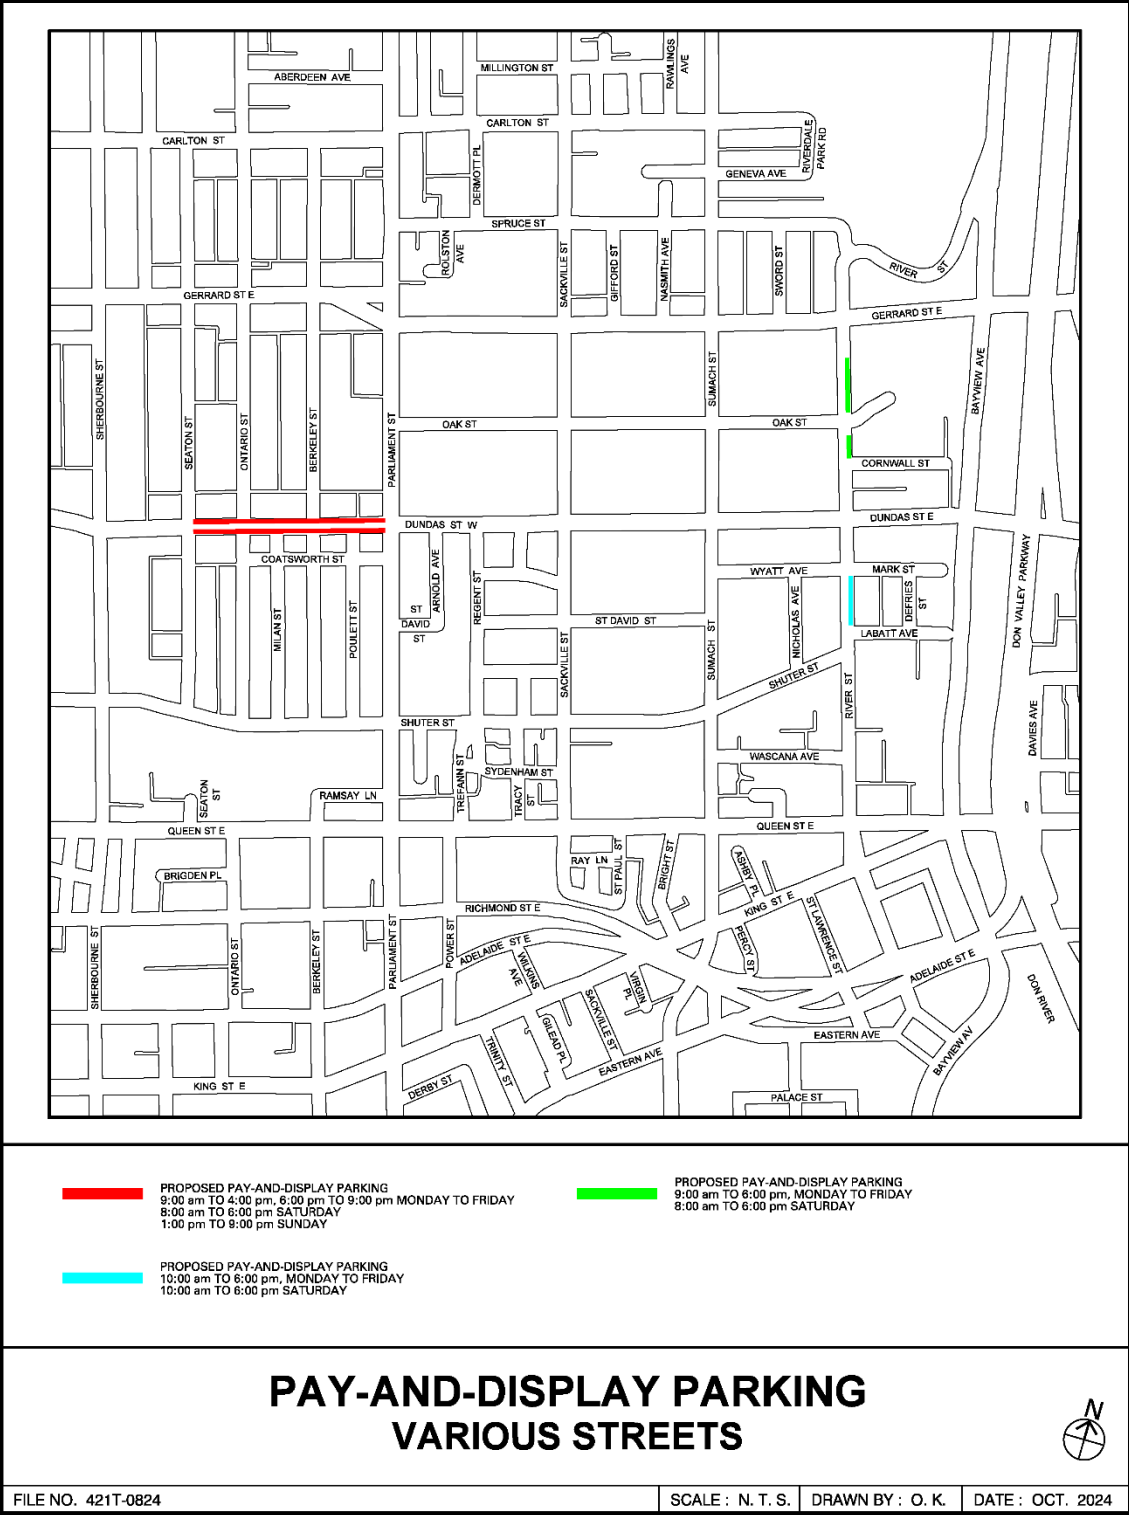 MILLINGTON ST
RAWLINGS
AVE
ABERDEEN AVE
CARLTON ST
CARLTON ST
RIVERDALE
PARK RD
DERMOTT PL
GENEVA AVE
SPRUCE ST
ROLSTON
AVE
SACKVILLE ST
GIFFORD ST
NASMITH AVE
SWORD ST
RIVER ST
GERRARD ST E
GERRARD ST E
SHERBOURNE ST
SEATON ST
ONTARIO ST
BERKELEY ST
PARLIAMENT ST
SUMACH ST
BAYVIEW AVE
OAK ST
OAK ST
CORNWALL ST
DUNDAS ST W
DUNDAS ST E
COATSWORTH ST
ARNOLD AVE
REGENT ST
WYATT AVE
MARK ST
DEFRIES
ST
DON VALLEY PARKWAY
MILAN ST
POULETT ST
ST
DAVID
ST
ST DAVID ST
NICHOLAS AVE
LABATT AVE
SACKVILLE ST
SUMACH ST
SHUTER ST
RIVER ST
SHUTER ST
DAVIES AVE
TREFANN ST
SYDENHAM ST
TRACY
ST
WASCANA AVE
SEATON
ST
RAMSAY LN
QUEEN ST E
QUEEN ST E
RAY LN
ST PAUL ST
BRIGHT ST
ASHBY PL
BRIGDEN PL
KING ST E
ST LAWRENCE ST
RICHMOND ST E
SHERBOURNE ST
ONTARIO ST
BERKELEY ST
PARLIAMENT ST
POWER ST
ADELAIDE ST E
WILKINS
AVE
VIRGIN
PL
PERCY ST
ADELAIDE ST E
DON RIVER
SACKVILLE ST
GILEAD PL
TRINITY ST
EASTERN AVE
EASTERN AVE
BAYVIEW AV
KING ST E
DERBY ST
PALACE ST
PROPOSED PAY-AND-DISPLAY PARKING
9:00 am TO 4:00 pm, 6:00 pm TO 9:00 pm MONDAY TO FRIDAY
8:00 am TO 6:00 pm SATURDAY
1:00 pm TO 9:00 pm SUNDAY
PROPOSED PAY-AND-DISPLAY PARKING
9:00 am TO 6:00 pm, MONDAY TO FRIDAY
8:00 am TO 6:00 pm SATURDAY
PROPOSED PAY-AND-DISPLAY PARKING
10:00 am TO 6:00 pm, MONDAY TO FRIDAY
10:00 am TO 6:00 pm SATURDAY
PAY-AND-DISPLAY PARKING
VARIOUS STREETS
N
FILE NO. 421T-0824
SCALE : N. T. S.
DRAWN BY : O. K.
DATE : OCT. 2024